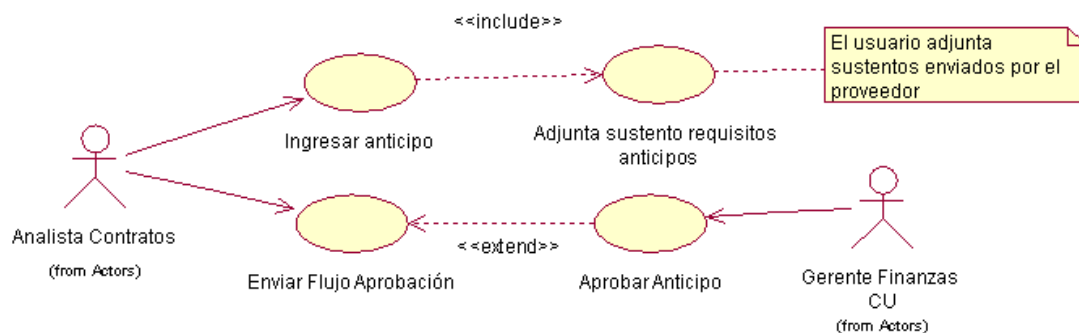 <<include>>
El usuario adjunta
sustentos enviados por el
proveedor
Ingresar anticipo
Adjunta sustento requisitos
anticipos
Analista Contratos
(from Actors)
<<extend>>
Enviar Flujo Aprobación
Aprobar Anticipo
Gerente Finanzas
CU
(from Actors)